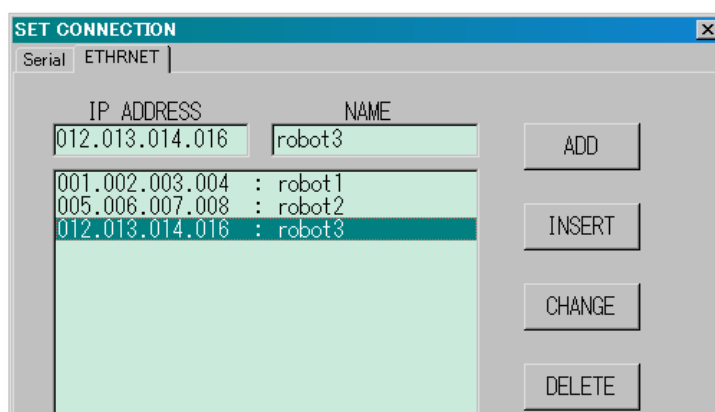 SET CONNECTION
Serial ETHRNET
IP ADDRESS NAME
012.013.014.016 robot3
ADD
001.002.003.004 : robot1
005.006.007.008 : robot2
012.013.014.016 : robot3
INSERT
CHANGE
DELETE